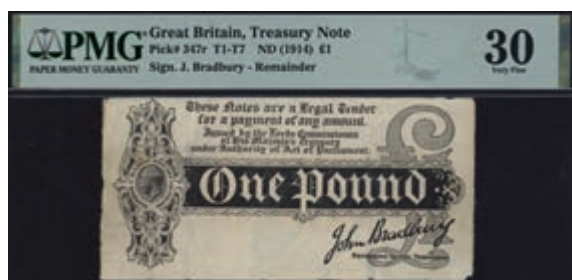 PMG
PAPER MONEY GUARANTY
Great Britain, Treasury Note
Pick# 347r T1-T7 ND (1914) £1
Sign. J. Bradbury - Remainder
30
Very Fine
These Notes are a Legal Tender
for a payment of any amount.
Issued by the Lords Commissioners
of His Majesty's Treasury
under Authority of Act of Parliament.
One Pound
John Bradbury